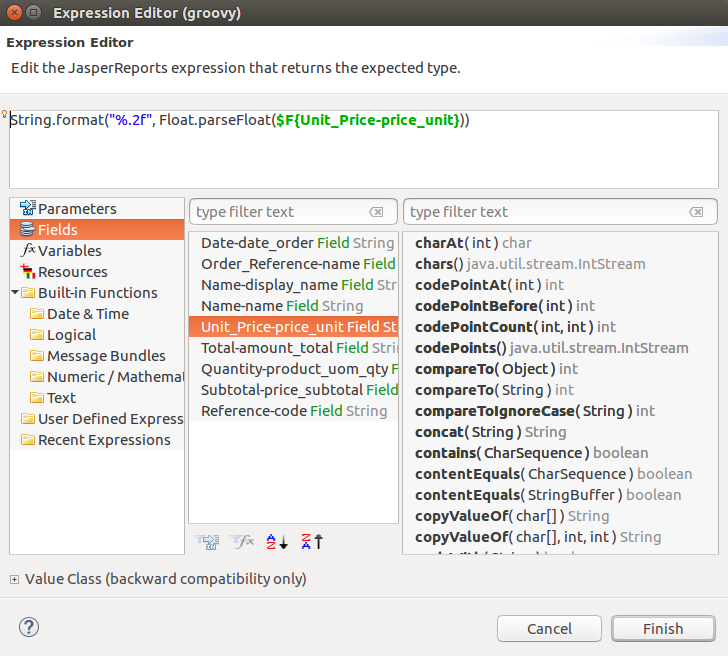 Expression Editor (groovy)
Expression Editor
Edit the JasperReports expression that returns the expected type.
String.format("%.2f", Float.parseFloat($F{Unit_Price-price_unit}))
Parameters
Fields
Variables
Resources
Built-in Functions
Date & Time
Logical
Message Bundles
Numeric / Mathemat
Text
User Defined Express
Recent Expressions
type filter text
Date-date_order Field String
Order_Reference-name Field
Name-display_name Field Str
Name-name Field String
Unit_Price-price_unit Field St
Total-amount_total Field Stri
Quantity-product_uom_qty F
Subtotal-price_subtotal Field
Reference-code Field String
type filter text
charAt( int ) char
chars() java.util.stream.IntStream
codePointAt( int ) int
codePointBefore( int ) int
codePointCount( int, int ) int
codePoints() java.util.stream.IntStream
compareTo( Object ) int
compareTo( String ) int
compareToIgnoreCase( String ) int
concat( String ) String
contains( CharSequence ) boolean
contentEquals( CharSequence ) boolean
contentEquals( StringBuffer ) boolean
copyValueOf( char[] ) String
copyValueOf( char[], int, int ) String
Value Class (backward compatibility only)
Cancel
Finish